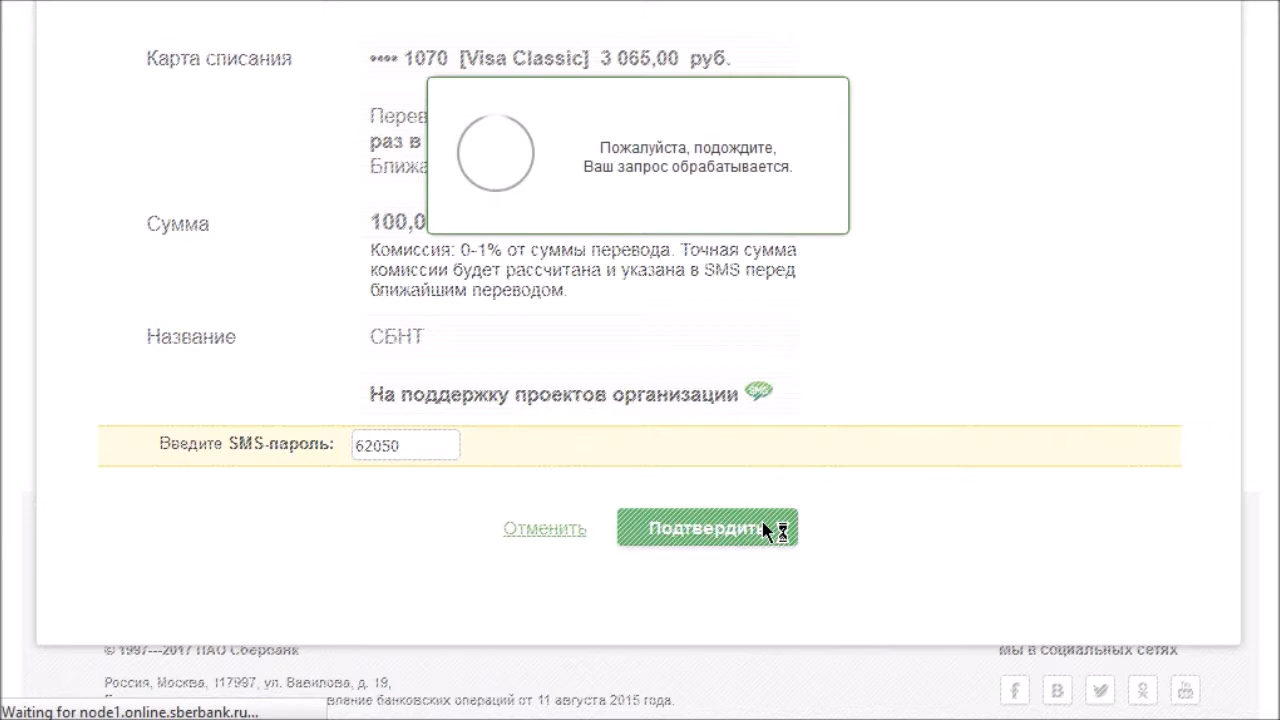 Карта списания
•••• 1070 [Visa Classic] 3 065,00 руб.
Перев
раз в
Ближа
Пожалуйста, подождите,
Ваш запрос обрабатывается.
Сумма
100,0
Комиссия: 0-1% от суммы перевода. Точная сумма
комиссии будет рассчитана и указана в SMS перед
ближайшим переводом.
Название
СБНТ
На поддержку проектов организации SMS
Введите SMS-пароль:
62050
Отменить
Подтвердить
© 1997—2017 ПАО Сбербанк
Мы в социальных сетях
Россия, Москва, 117997, ул. Вавилова, д. 19,
вление банковских операций от 11 августа 2015 года.
Waiting for node1.online.sberbank.ru...